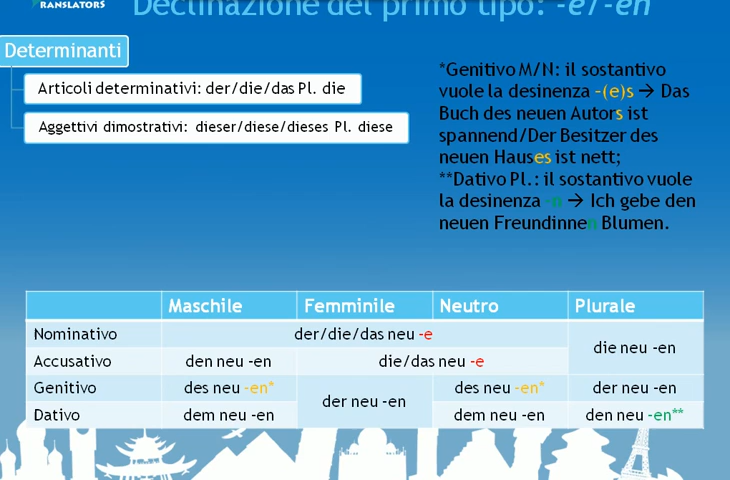 TRANSLATORS
Declinazione del primo tipo: -e/-en
Determinanti
Articoli determinativi: der/die/das Pl. die
Aggettivi dimostrativi: dieser/diese/dieses Pl. diese
*Genitivo M/N: il sostantivo
vuole la desinenza -(e)s → Das
Buch des neuen Autors ist
spannend/Der Besitzer des
neuen Hauses ist nett;
**Dativo Pl.: il sostantivo vuole
la desinenza -n → Ich gebe den
neuen Freundinnen Blumen.
Maschile Femminile Neutro Plurale
Nominativo der/die/das neu -e die neu -en
Accusativo den neu -en die/das neu -e
Genitivo des neu -en* der neu -en des neu -en* der neu -en
Dativo dem neu -en dem neu -en den neu -en**